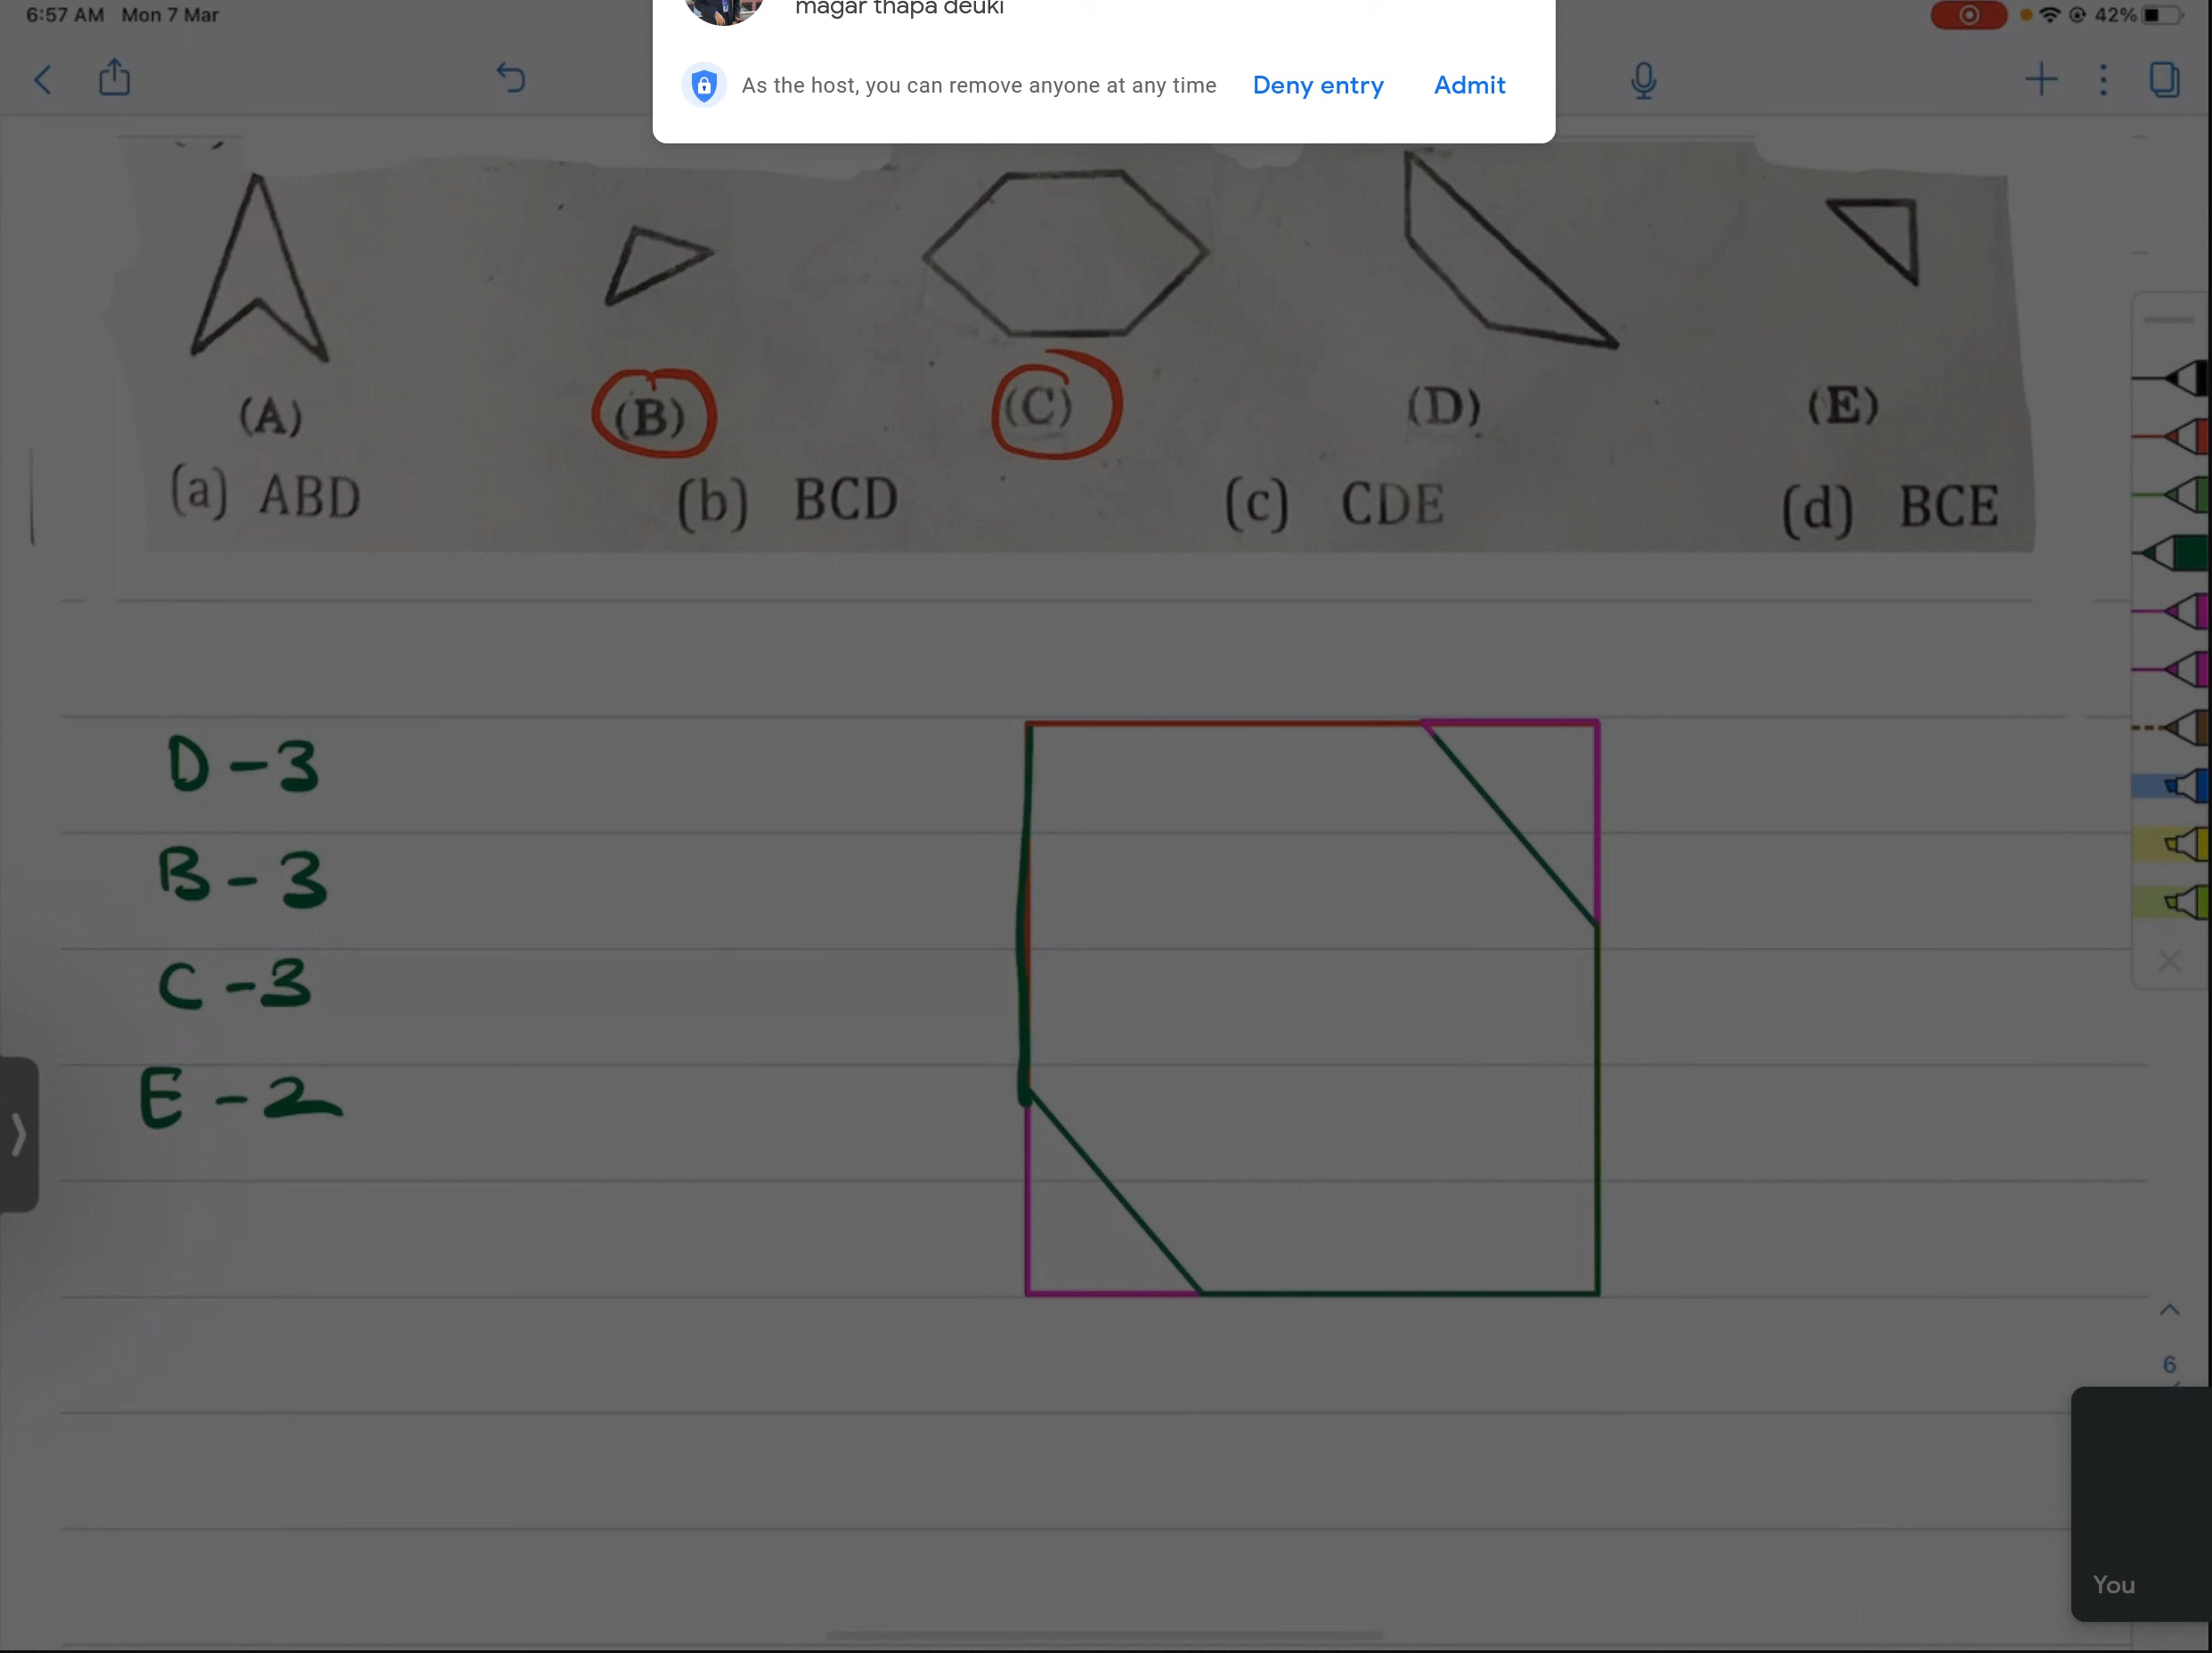 6:57 AM Mon 7 Mar
42%
magar thapa deuki
As the host, you can remove anyone at any time Deny entry Admit
(A) (B) (C) (D) (E)
(a) ABD (b) BCD (c) CDE (d) BCE
D - 3
B - 3
C - 3
E - 2
6
You